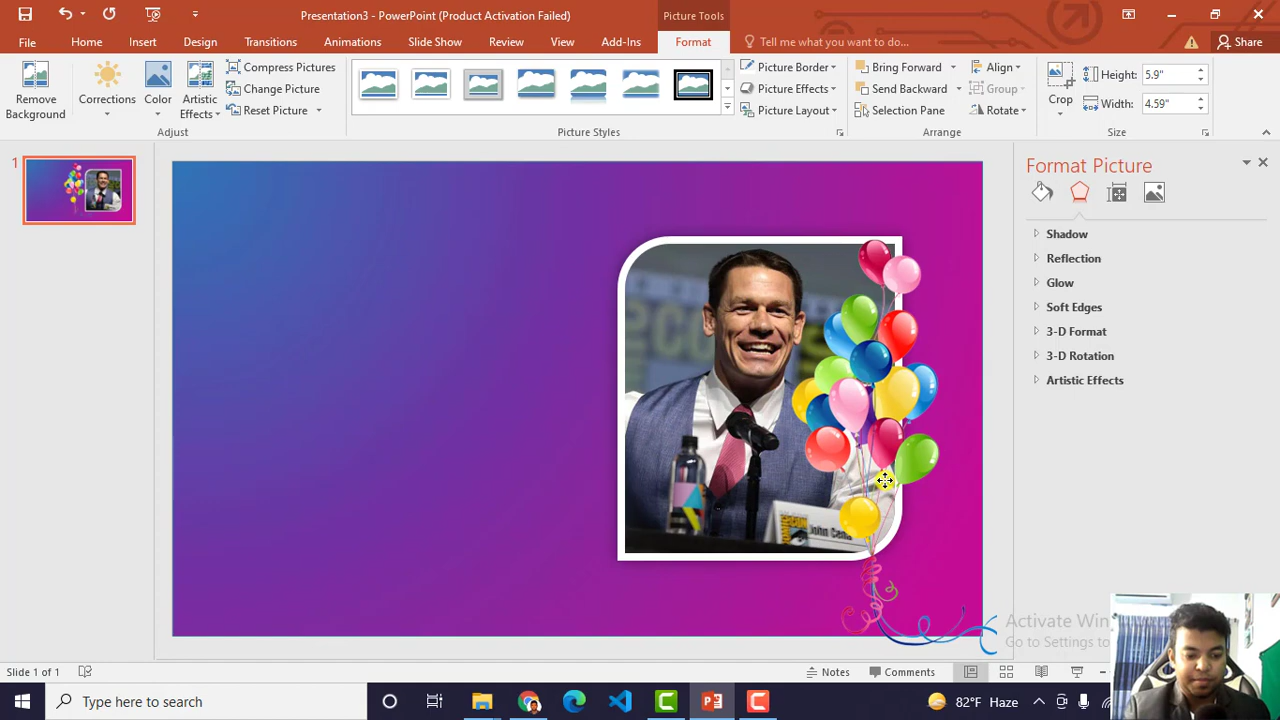 Presentation3 - PowerPoint (Product Activation Failed)
Picture Tools
File
Home
Insert
Design
Transitions
Animations
Slide Show
Review
View
Add-Ins
Format
Tell me what you want to do...
Share
Remove Background
Corrections
Color
Artistic Effects
Compress Pictures
Change Picture
Reset Picture
Adjust
Picture Styles
Picture Border
Picture Effects
Picture Layout
Bring Forward
Send Backward
Selection Pane
Align
Group
Rotate
Arrange
Crop
Height: 5.9"
Width: 4.59"
Size
1
Format Picture
Shadow
Reflection
Glow
Soft Edges
3-D Format
3-D Rotation
Artistic Effects
John Cena
Activate Win
Go to Settings to
Slide 1 of 1
Notes
Comments
Type here to search
82°F Haze